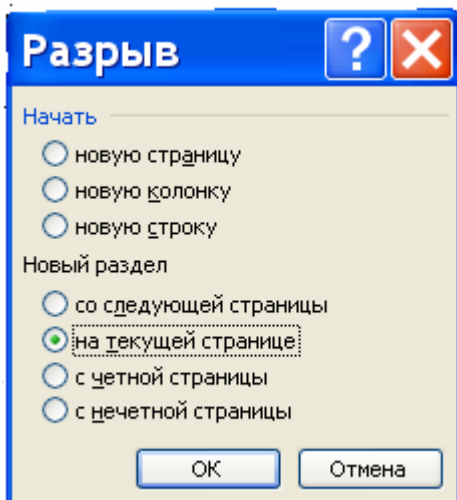 Разрыв ?
Начать
новую страницу
новую колонку
новую строку
Новый раздел
со следующей страницы
на текущей странице
с четной страницы
с нечетной страницы
ОК Отмена